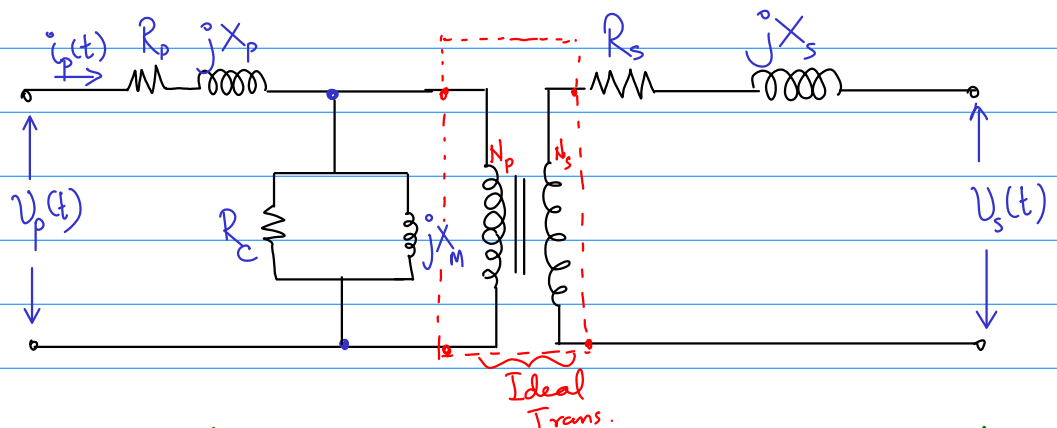 i_p(t) R_p jX_p R_s jX_s
N_p N_s
v_p(t) R_C jX_M v_s(t)
Ideal
Trans.